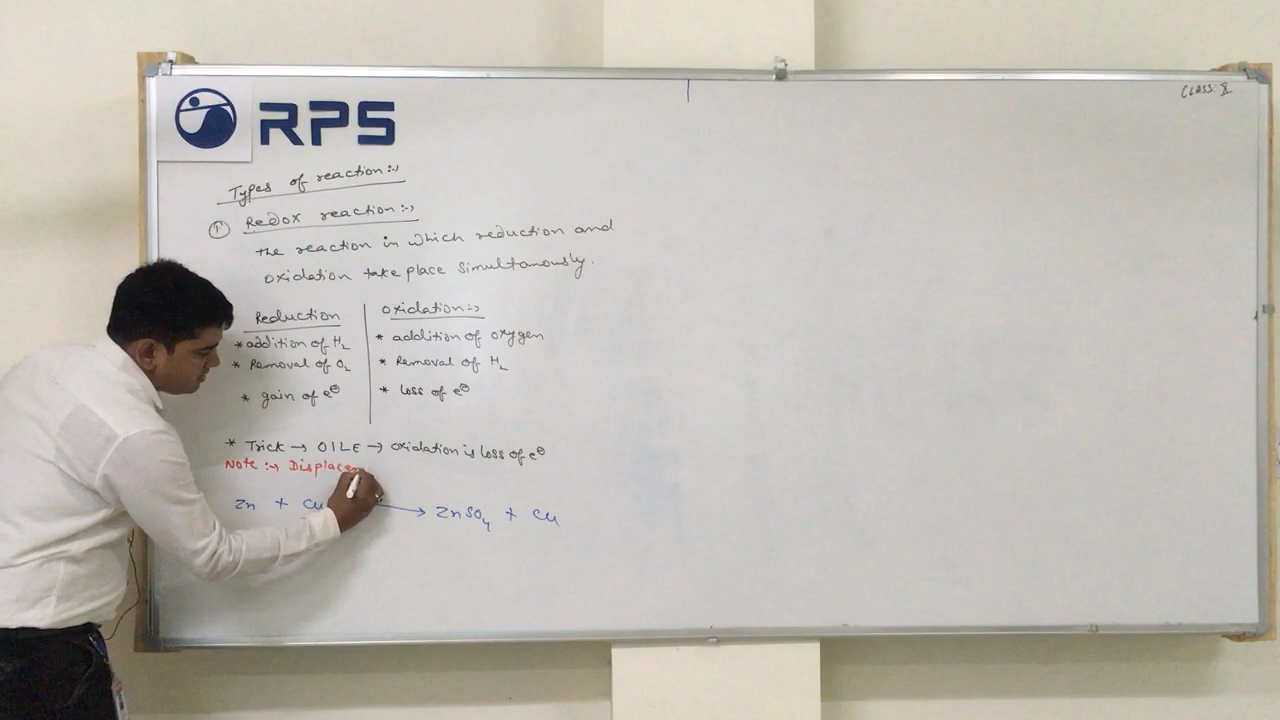 CLASS: X
RPS
Types of reaction:→
① Redox reaction:→
the reaction in which reduction and
oxidation take place simultanously.
Reduction
* addition of H₂
* Removal of O₂
* gain of e⊖
oxidation:→
* addition of oxygen
* Removal of H₂
* loss of e⊖
* Trick → OILE → oxidation is loss of e⊖
Note :→ Displace
Zn + Cu → ZnSO₄ + Cu